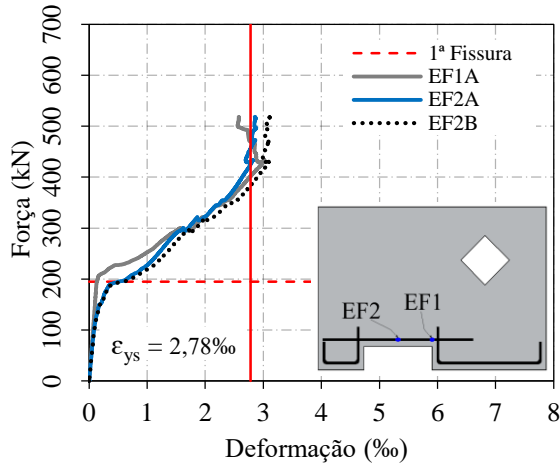 700
600
500
400
300
200
100
0
Força (kN)
1ª Fissura
EF1A
EF2A
EF2B
EF2
EF1
εys = 2,78‰
0 1 2 3 4 5 6 7 8
Deformação (‰)